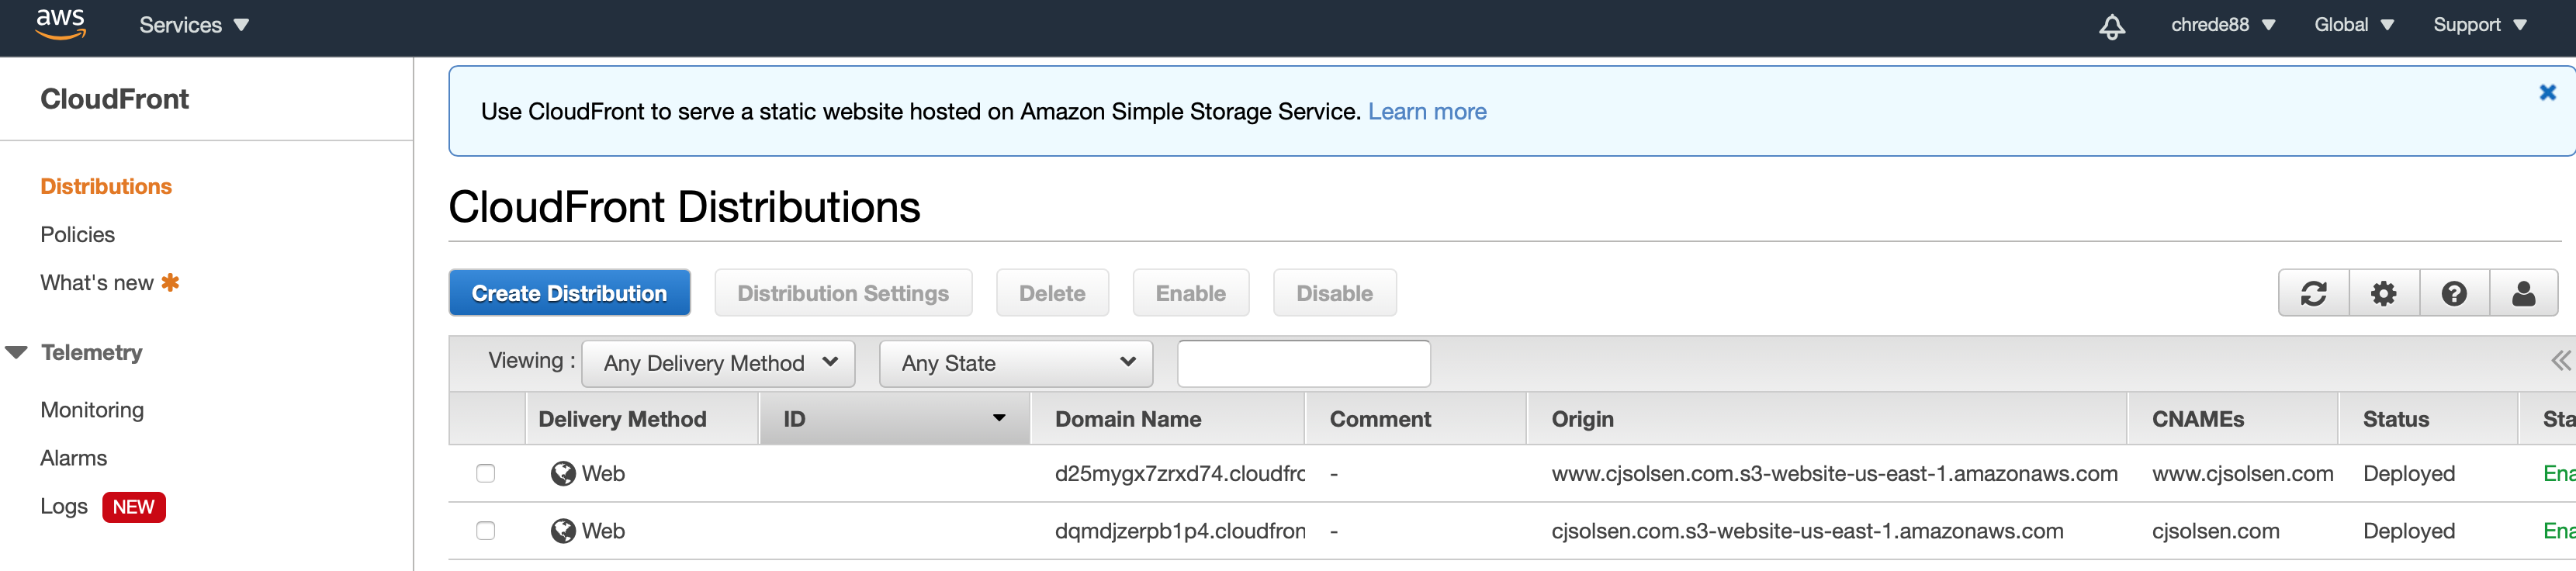 aws Services chrede88 Global Support
CloudFront
Distributions
Policies
What's new
Telemetry
Monitoring
Alarms
Logs NEW
Use CloudFront to serve a static website hosted on Amazon Simple Storage Service. Learn more
CloudFront Distributions
Create Distribution Distribution Settings Delete Enable Disable
Viewing : Any Delivery Method Any State
Delivery Method ID Domain Name Comment Origin CNAMEs Status Sta
Web d25mygx7zrxd74.cloudfrc - www.cjsolsen.com.s3-website-us-east-1.amazonaws.com www.cjsolsen.com Deployed Ena
Web dqmdjzerpb1p4.cloudfron - cjsolsen.com.s3-website-us-east-1.amazonaws.com cjsolsen.com Deployed Ena